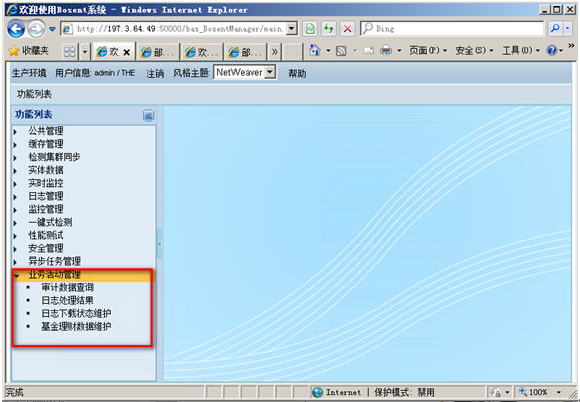 欢迎使用Bosent系统 - Windows Internet Explorer
http://197.3.64.49:50000/bas_BosentManager/main. Bing
收藏夹 欢 部... 欢... 部... » 页面(P) 安全(S) 工具(O) »
生产环境 用户信息: admin / THE 注销 风格主题 NetWeaver 帮助
功能列表
功能列表
公共管理
缓存管理
检测集群同步
实体数据
实时监控
日志管理
监控管理
一键式检测
性能测试
安全管理
异步任务管理
业务活动管理
审计数据查询
日志处理结果
日志下载状态维护
基金理财数据维护
完成 Internet | 保护模式: 禁用 100%